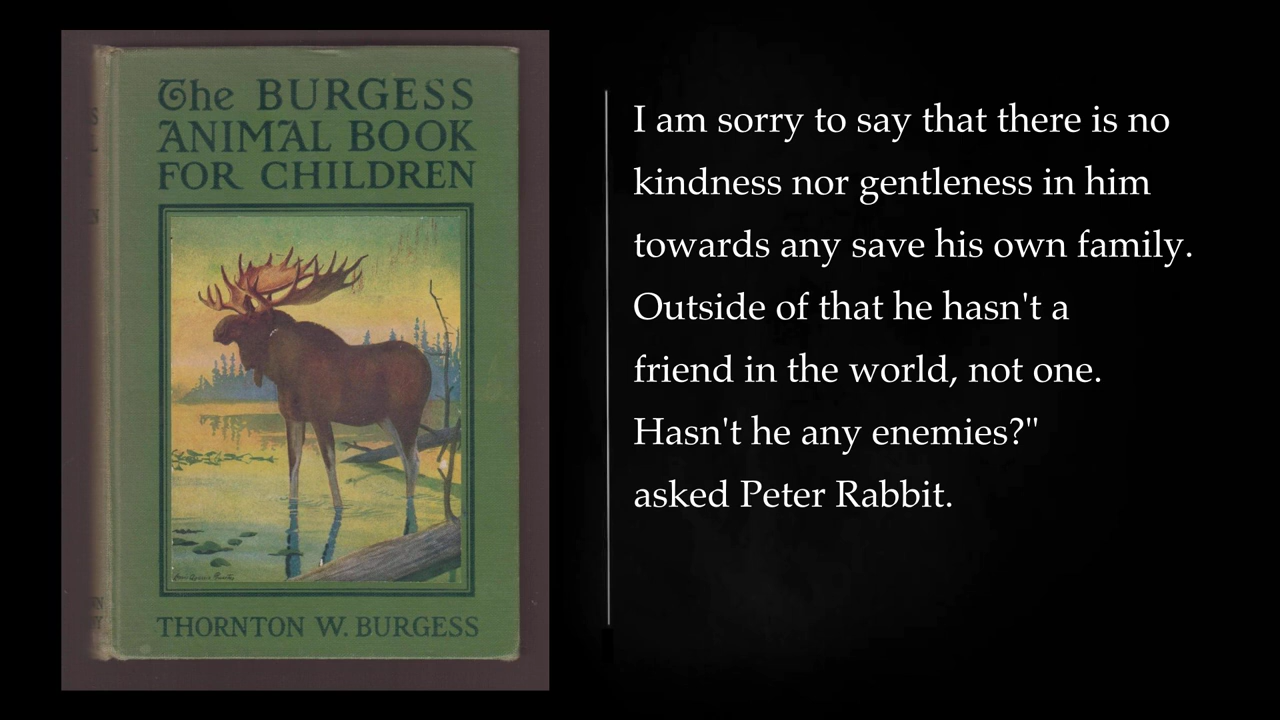 The BURGESS
ANIMAL BOOK
FOR CHILDREN
THORNTON W. BURGESS
I am sorry to say that there is no
kindness nor gentleness in him
towards any save his own family.
Outside of that he hasn't a
friend in the world, not one.
Hasn't he any enemies?"
asked Peter Rabbit.